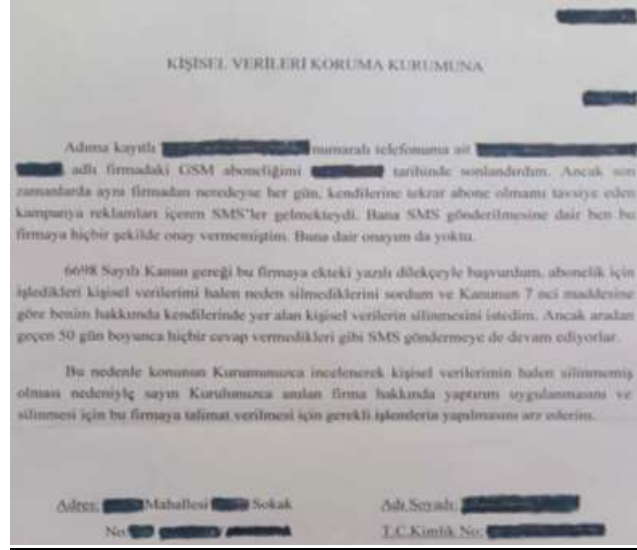 KİŞİSEL VERİLERİ KORUMA KURUMUNA
Adıma kayıtlı numaralı telefonuma ait
adlı firmadaki GSM aboneliğimi tarihinde sonlandırdım. Ancak son
zamanlarda aynı firmadan neredeyse her gün, kendilerine tekrar abone olmamı tavsiye eden
kampanya reklamları içeren SMS'ler gelmekteydi. Bana SMS gönderilmesine dair ben bu
firmaya hiçbir şekilde onay vermemiştim. Buna dair onayım da yoktu.
6698 Sayılı Kanun gereği bu firmaya ekteki yazılı dilekçeyle başvurdum, abonelik için
işledikleri kişisel verilerimi halen neden silmediklerini sordum ve Kanunun 7 nci maddesine
göre benim hakkımda kendilerinde yer alan kişisel verilerin silinmesini istedim. Ancak aradan
geçen 50 gün boyunca hiçbir cevap vermedikleri gibi SMS göndermeye de devam ediyorlar.
Bu nedenle konunun Kurumunuzca incelenerek kişisel verilerimin halen silinmemiş
olması nedeniyle sayın Kurulunuzca anılan firma hakkında yaptırım uygulanmasını ve
silinmesi için bu firmaya talimat verilmesi için gerekli işlemlerin yapılmasını arz ederim.
Adres: Mahallesi Sokak
Adı Soyadı:
No
T.C.Kimlik No: